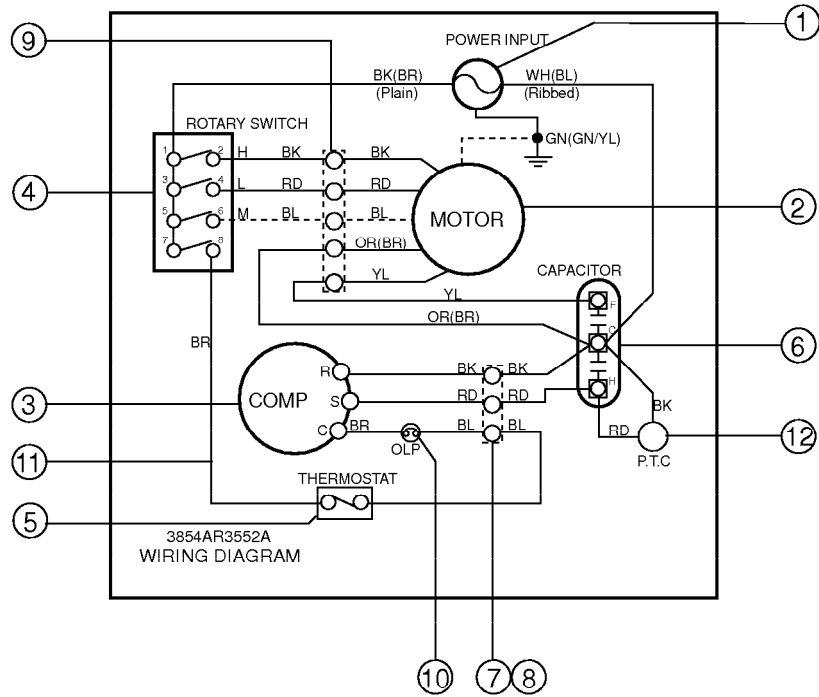 1
9
POWER INPUT
BK(BR)
(Plain)
WH(BL)
(Ribbed)
ROTARY SWITCH
GN(GN/YL)
1 2 H BK BK
4
3 4 L RD RD
5 6 M BL BL
MOTOR
2
7 8 OR(BR)
YL
CAPACITOR
YL F
OR(BR) C
BR
6
R BK BK
H
3
COMP
S RD RD
BK
C BR BL BL
OLP
RD
12
P.T.C
11
THERMOSTAT
5
3854AR3552A
WIRING DIAGRAM
10 7 8